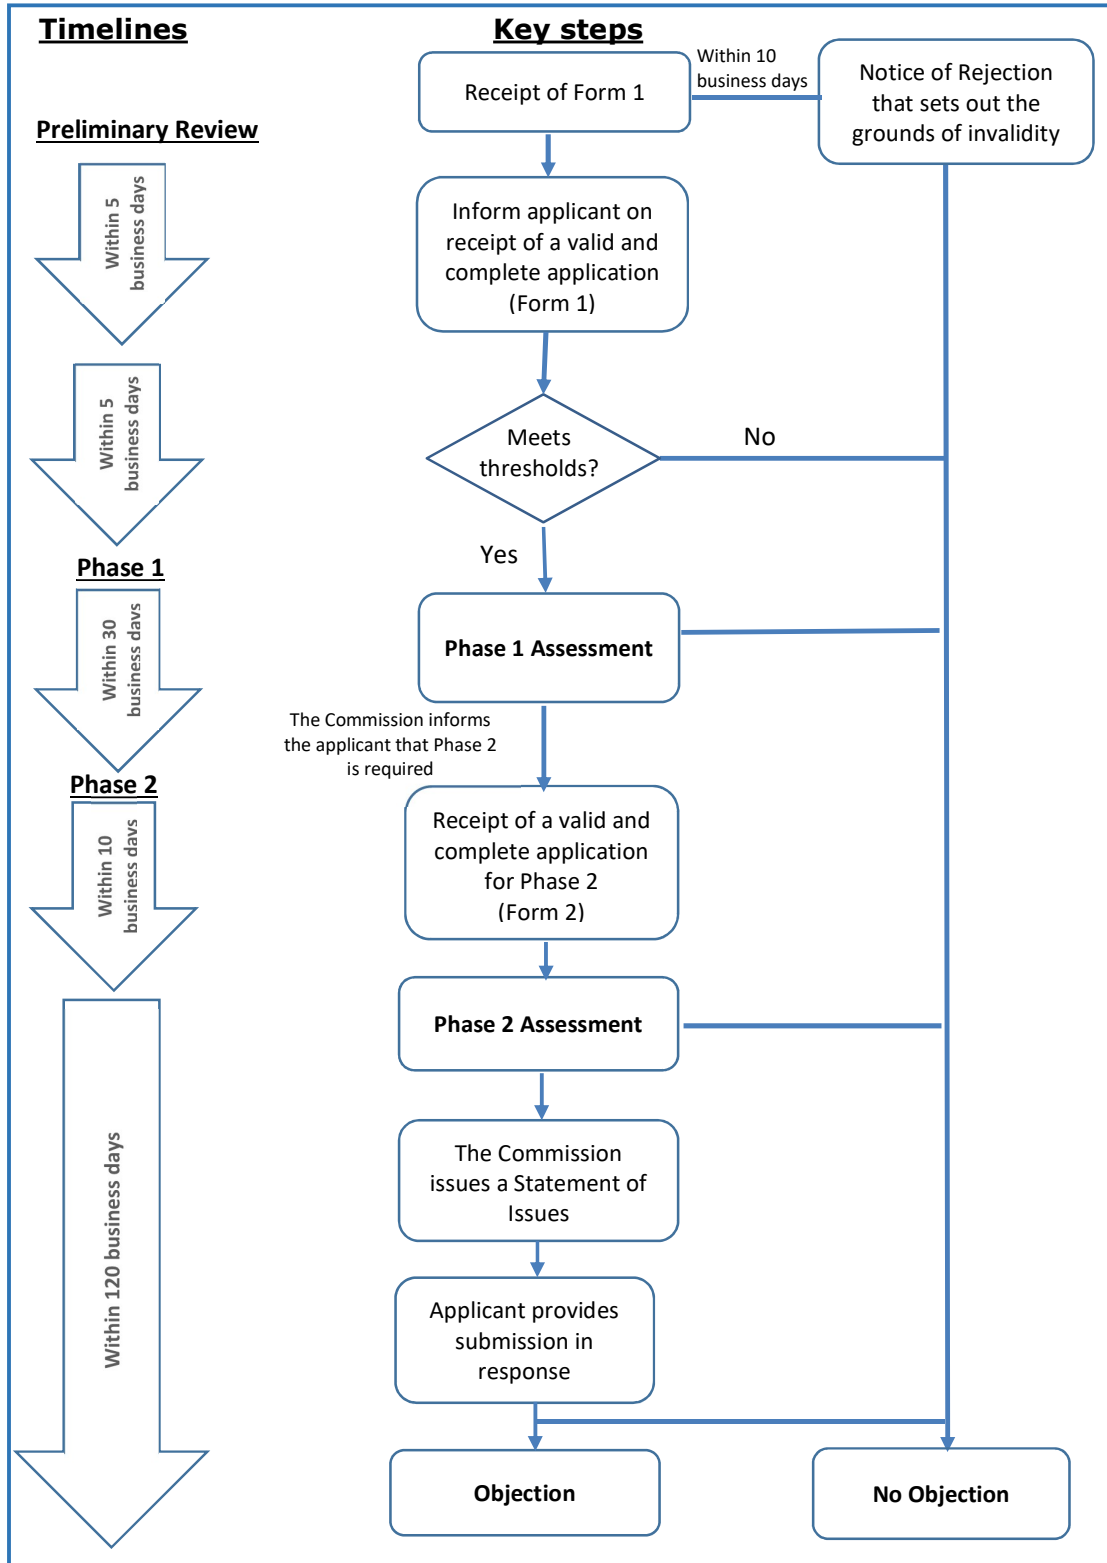 Timelines
Key steps
Within 10
business days
Receipt of Form 1
Notice of Rejection
that sets out the
grounds of invalidity
Preliminary Review
Within 5
business days
Inform applicant on
receipt of a valid and
complete application
(Form 1)
Within 5
business days
Meets
thresholds?
No
Yes
Phase 1
Within 30
business days
Phase 1 Assessment
The Commission informs
the applicant that Phase 2
is required
Phase 2
Within 10
business days
Receipt of a valid and
complete application
for Phase 2
(Form 2)
Phase 2 Assessment
Within 120 business days
The Commission
issues a Statement of
Issues
Applicant provides
submission in
response
Objection
No Objection